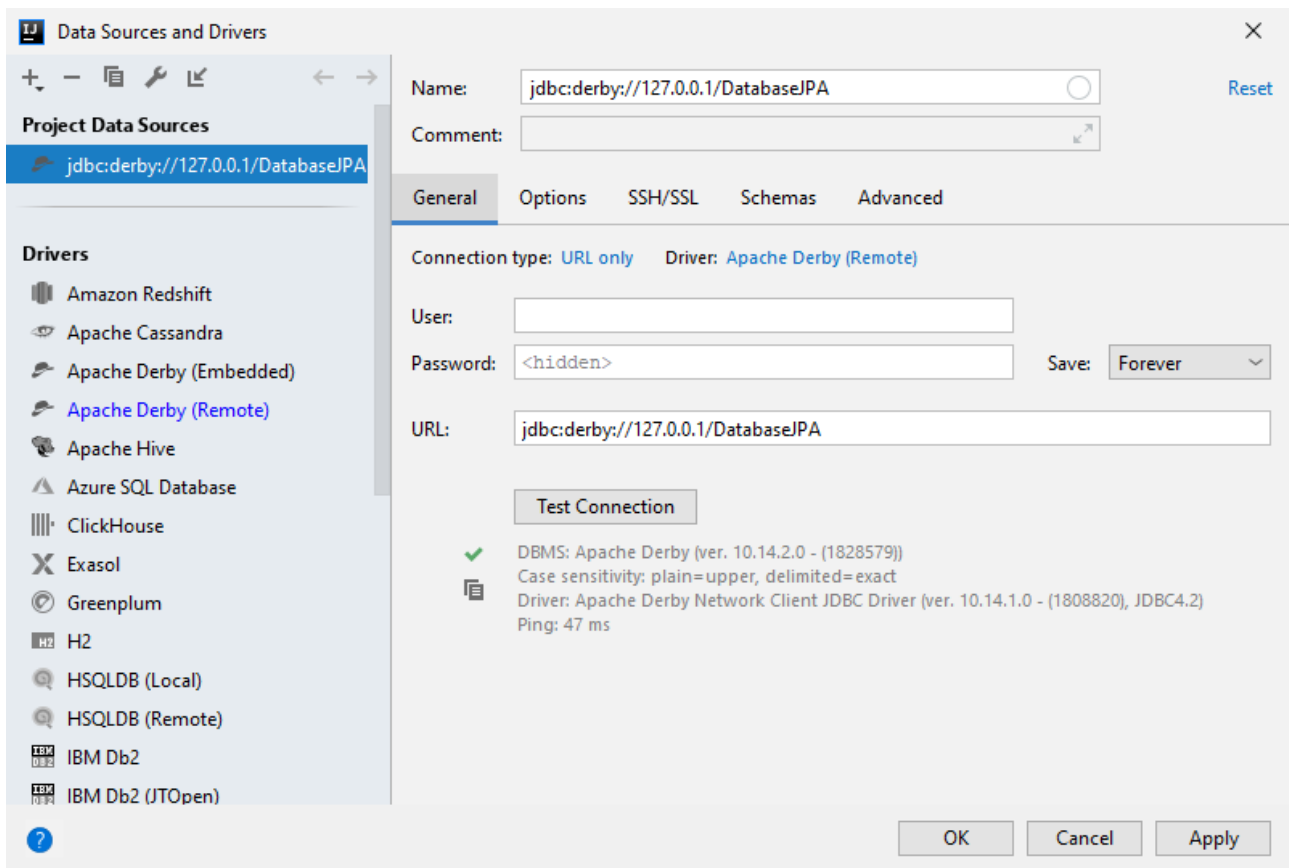 Data Sources and Drivers
Project Data Sources
jdbc:derby://127.0.0.1/DatabaseJPA
Drivers
Amazon Redshift
Apache Cassandra
Apache Derby (Embedded)
Apache Derby (Remote)
Apache Hive
Azure SQL Database
ClickHouse
Exasol
Greenplum
H2
HSQLDB (Local)
HSQLDB (Remote)
IBM Db2
IBM Db2 (JTOpen)
Name: jdbc:derby://127.0.0.1/DatabaseJPA Reset
Comment:
General Options SSH/SSL Schemas Advanced
Connection type: URL only Driver: Apache Derby (Remote)
User:
Password: <hidden> Save: Forever
URL: jdbc:derby://127.0.0.1/DatabaseJPA
Test Connection
DBMS: Apache Derby (ver. 10.14.2.0 - (1828579))
Case sensitivity: plain=upper, delimited=exact
Driver: Apache Derby Network Client JDBC Driver (ver. 10.14.1.0 - (1808820), JDBC4.2)
Ping: 47 ms
? OK Cancel Apply